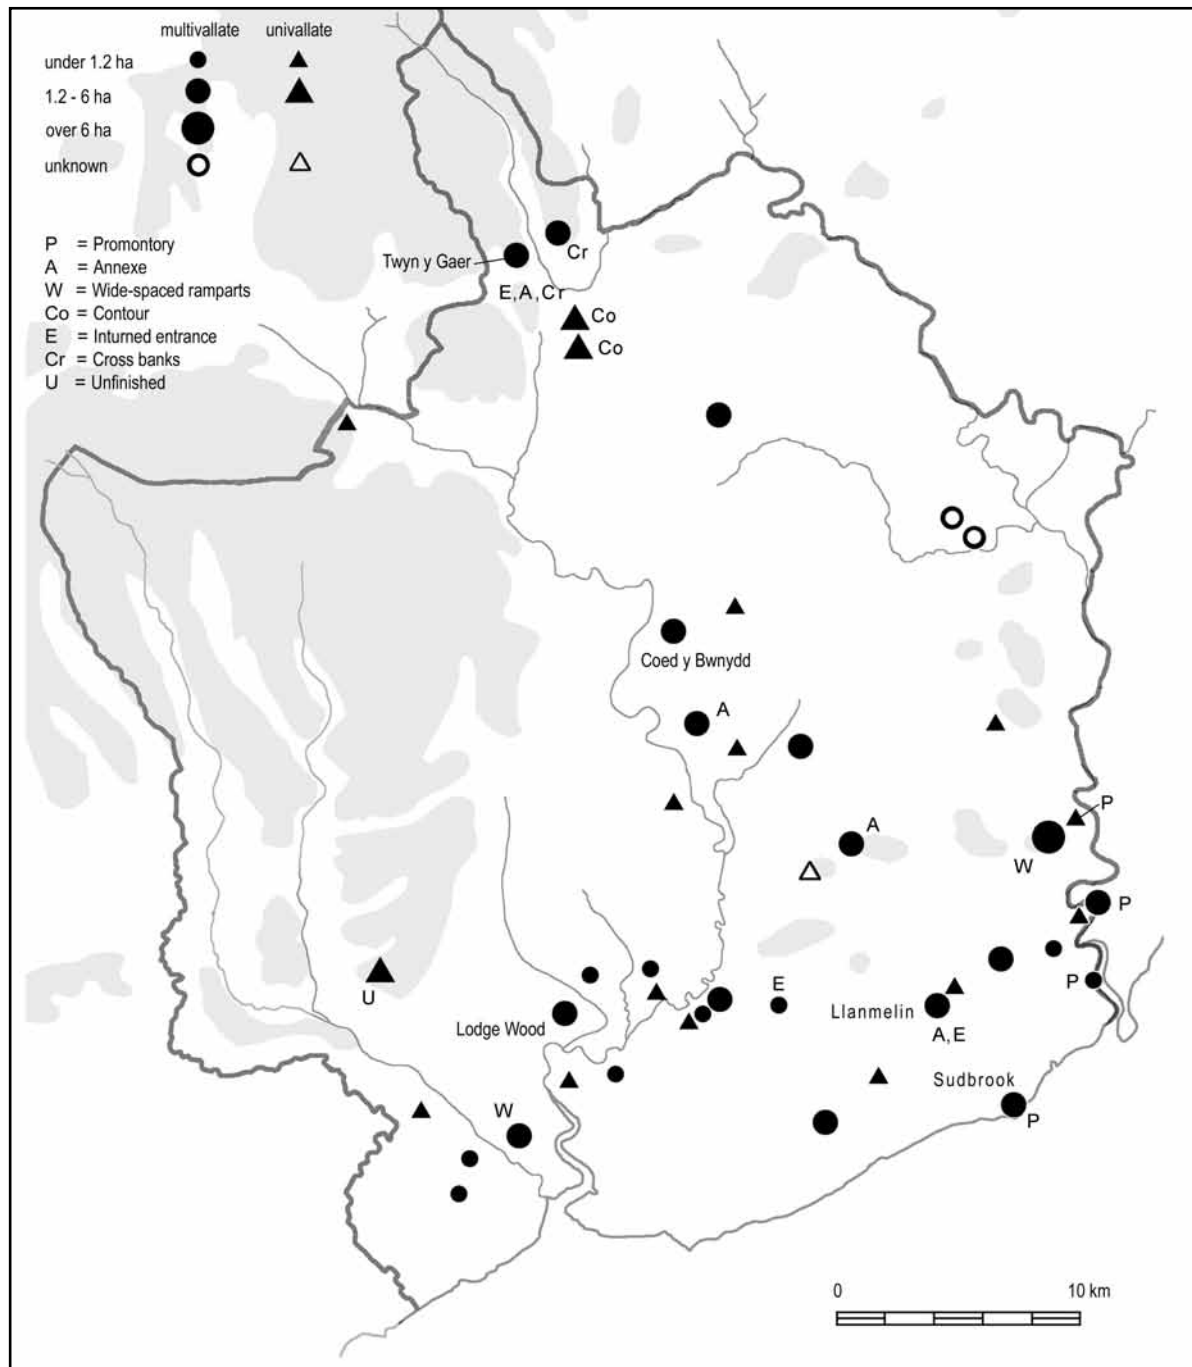 multivallate univallate
under 1.2 ha
1.2 - 6 ha
over 6 ha
unknown
P = Promontory
A = Annexe
W = Wide-spaced ramparts
Co = Contour
E = Inturned entrance
Cr = Cross banks
U = Unfinished
Cr
Twyn y Gaer
E, A, Cr
Co
Co
Coed y Bwnydd
A
P
A
W
P
P
U
E
Lodge Wood
Llanmelin
A, E
Sudbrook
P
W
0 10 km